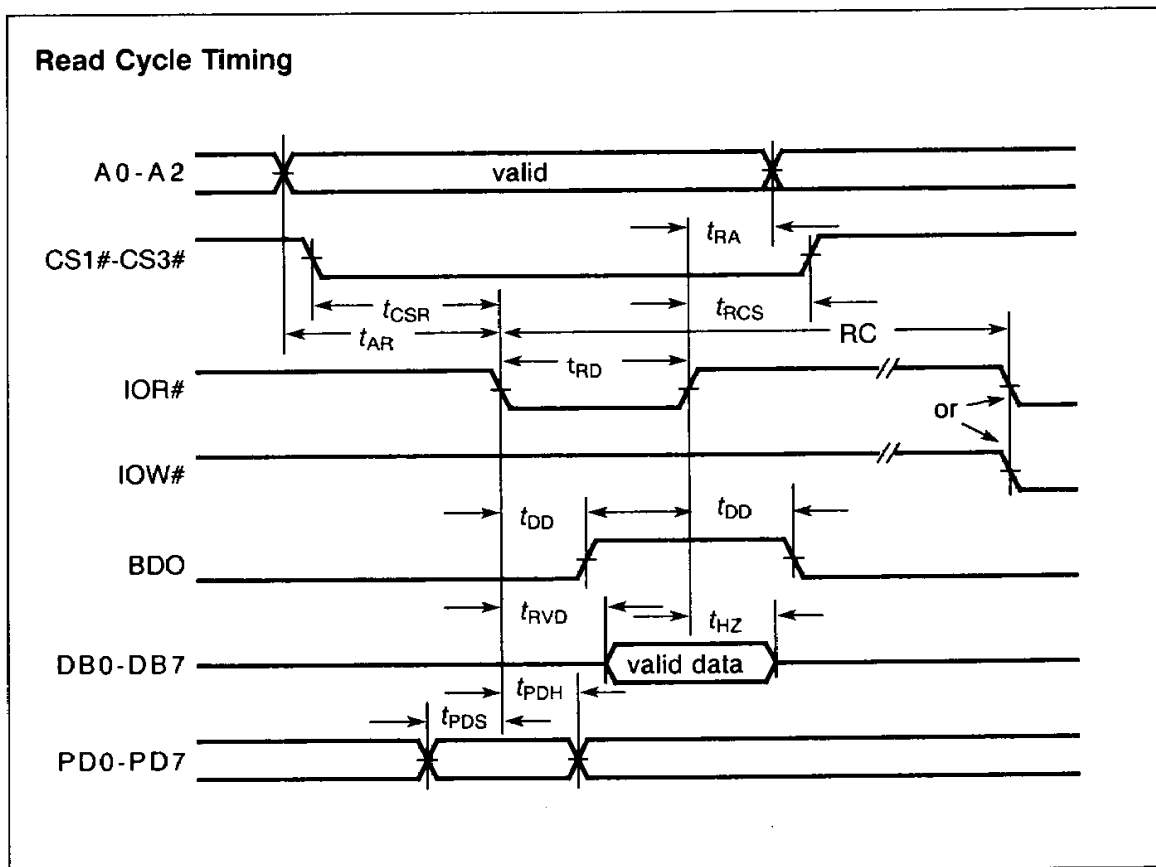 Read Cycle Timing
A0-A2
valid
tRA
CS1#-CS3#
tCSR
tRCS
tAR
RC
tRD
IOR#
or
IOW#
tDD
tDD
BDO
tRVD
tHZ
DB0-DB7
valid data
tPDH
tPDS
PD0-PD7